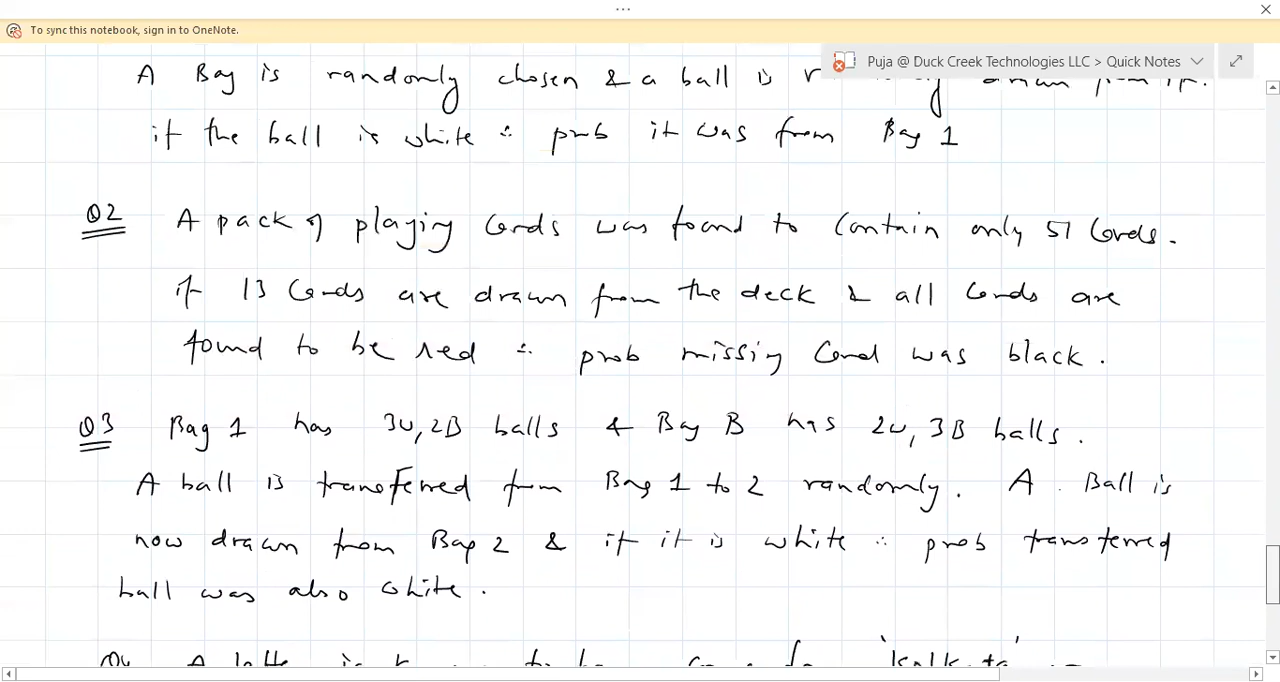 To sync this notebook, sign in to OneNote.
Puja @ Duck Creek Technologies LLC > Quick Notes
A Bag is randomly chosen & a ball is drawn from it.
if the ball is white ∴ prob it was from Bag 1
Q2 A pack of playing Cards was found to Contain only 51 Cards.
if 13 Cards are drawn from the deck & all Cards are
found to be red ∴ prob missing Card was black.
Q3 Bag 1 has 3W, 2B balls & Bag B has 2W, 3B balls.
A ball is transferred from Bag 1 to 2 randomly. A Ball is
now drawn from Bag 2 & if it is white ∴ prob transferred
ball was also white.